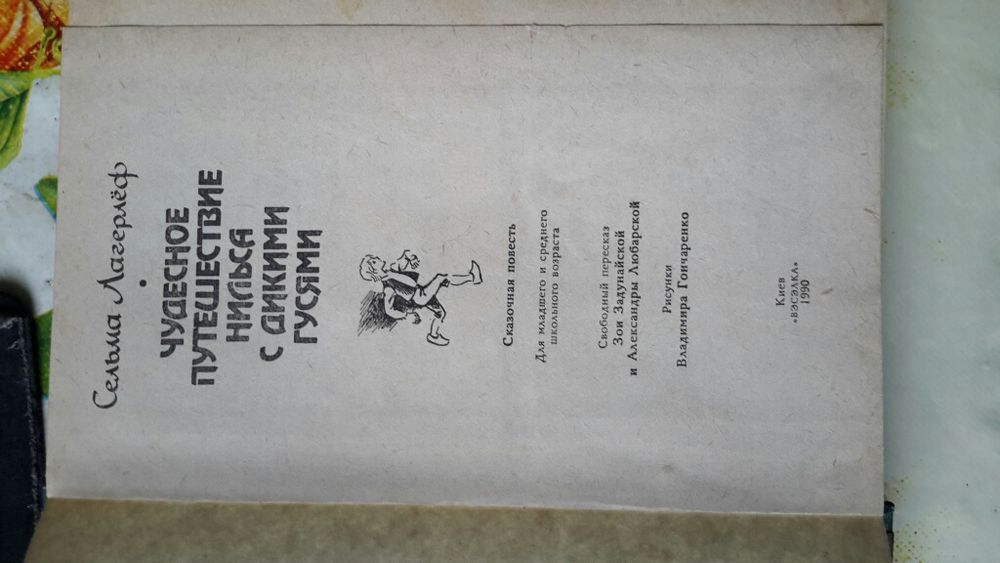 Сельма Лагерлёф
ЧУДЕСНОЕ
ПУТЕШЕСТВИЕ
НИЛЬСА
С ДИКИМИ
ГУСЯМИ
Сказочная повесть
Для младшего и среднего
школьного возраста
Свободный пересказ
Зои Задунайской
и Александры Любарской
Рисунки
Владимира Гончаренко
Киев
«ВЭСЭЛКА»
1990